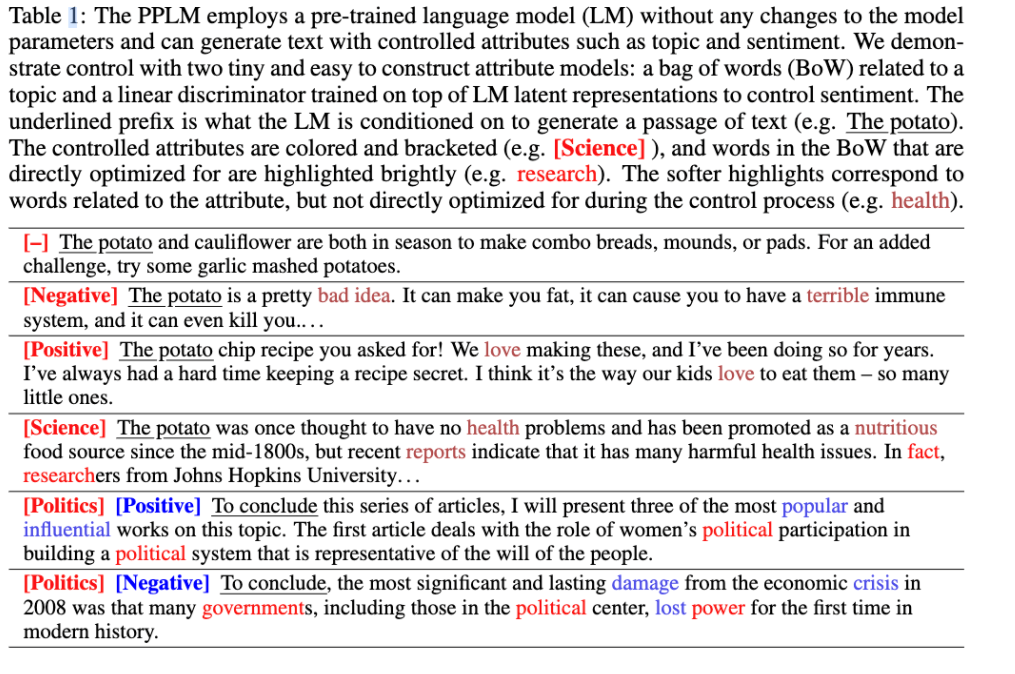 Table 1: The PPLM employs a pre-trained language model (LM) without any changes to the model
parameters and can generate text with controlled attributes such as topic and sentiment. We demon-
strate control with two tiny and easy to construct attribute models: a bag of words (BoW) related to a
topic and a linear discriminator trained on top of LM latent representations to control sentiment. The
underlined prefix is what the LM is conditioned on to generate a passage of text (e.g. The potato).
The controlled attributes are colored and bracketed (e.g. [Science] ), and words in the BoW that are
directly optimized for are highlighted brightly (e.g. research). The softer highlights correspond to
words related to the attribute, but not directly optimized for during the control process (e.g. health).
[–] The potato and cauliflower are both in season to make combo breads, mounds, or pads. For an added
challenge, try some garlic mashed potatoes.
[Negative] The potato is a pretty bad idea. It can make you fat, it can cause you to have a terrible immune
system, and it can even kill you....
[Positive] The potato chip recipe you asked for! We love making these, and I've been doing so for years.
I've always had a hard time keeping a recipe secret. I think it's the way our kids love to eat them – so many
little ones.
[Science] The potato was once thought to have no health problems and has been promoted as a nutritious
food source since the mid-1800s, but recent reports indicate that it has many harmful health issues. In fact,
researchers from Johns Hopkins University...
[Politics] [Positive] To conclude this series of articles, I will present three of the most popular and
influential works on this topic. The first article deals with the role of women's political participation in
building a political system that is representative of the will of the people.
[Politics] [Negative] To conclude, the most significant and lasting damage from the economic crisis in
2008 was that many governments, including those in the political center, lost power for the first time in
modern history.